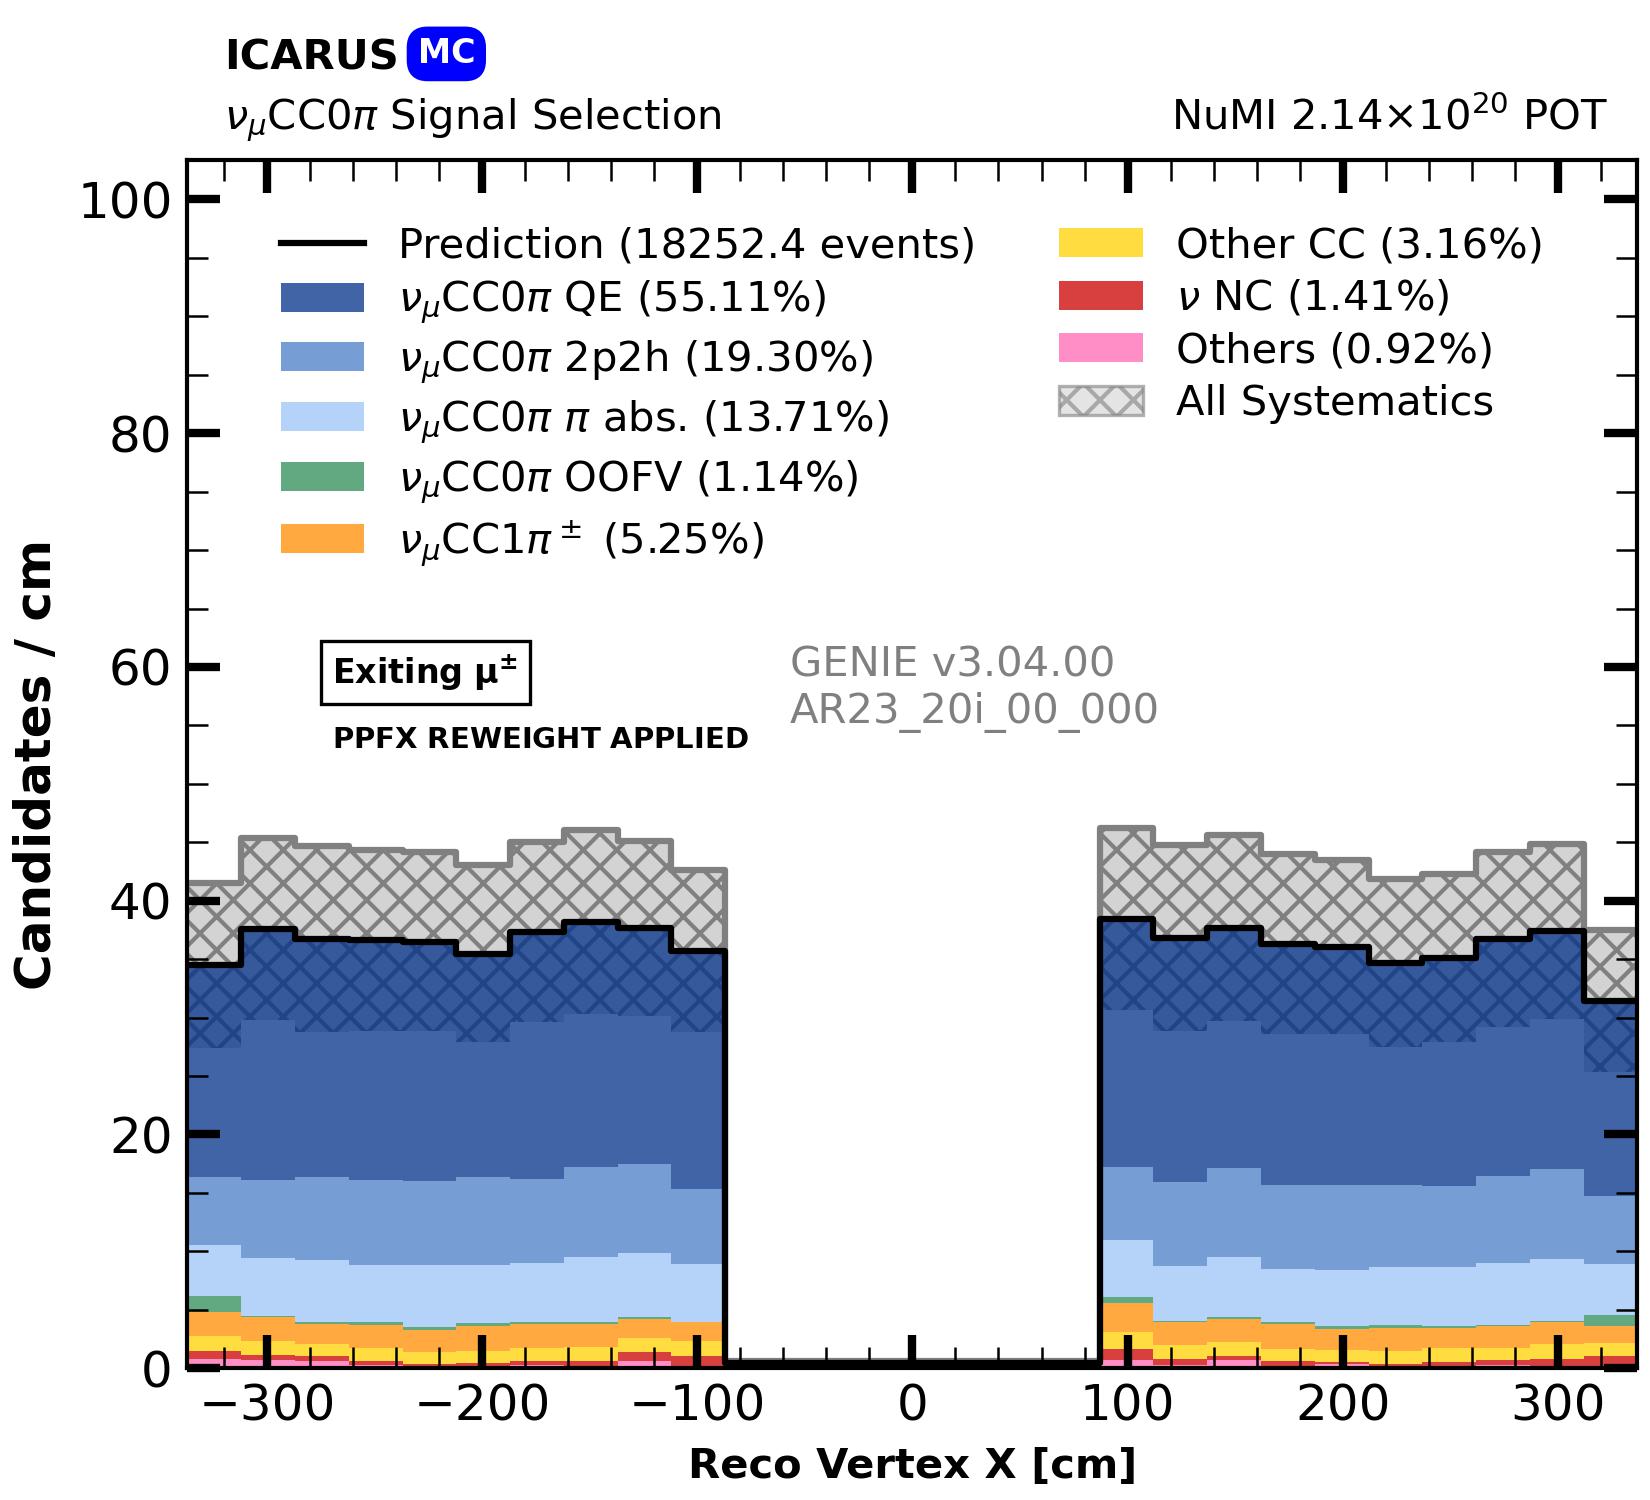 ICARUS MC
νμCC0π Signal Selection
NuMI 2.14×10²⁰ POT
Prediction (18252.4 events)
νμCC0π QE (55.11%)
νμCC0π 2p2h (19.30%)
νμCC0π π abs. (13.71%)
νμCC0π OOFV (1.14%)
νμCC1π± (5.25%)
Other CC (3.16%)
ν NC (1.41%)
Others (0.92%)
All Systematics
Exiting μ±
PPFX REWEIGHT APPLIED
GENIE v3.04.00
AR23_20i_00_000
Candidates / cm
100
80
60
40
20
0
−300 −200 −100 0 100 200 300
Reco Vertex X [cm]